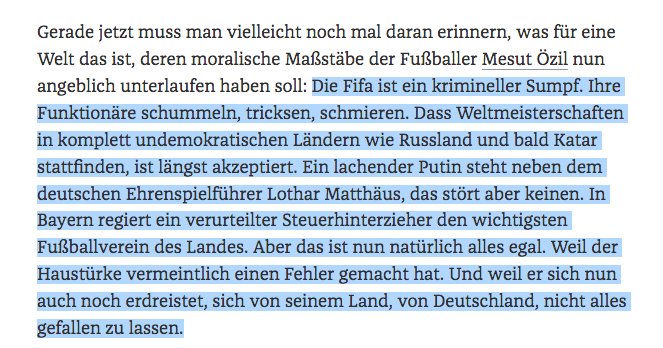 Gerade jetzt muss man vielleicht noch mal daran erinnern, was für eine
Welt das ist, deren moralische Maßstäbe der Fußballer Mesut Özil nun
angeblich unterlaufen haben soll: Die Fifa ist ein krimineller Sumpf. Ihre
Funktionäre schummeln, tricksen, schmieren. Dass Weltmeisterschaften
in komplett undemokratischen Ländern wie Russland und bald Katar
stattfinden, ist längst akzeptiert. Ein lachender Putin steht neben dem
deutschen Ehrenspielführer Lothar Matthäus, das stört aber keinen. In
Bayern regiert ein verurteilter Steuerhinterzieher den wichtigsten
Fußballverein des Landes. Aber das ist nun natürlich alles egal. Weil der
Haustürke vermeintlich einen Fehler gemacht hat. Und weil er sich nun
auch noch erdreistet, sich von seinem Land, von Deutschland, nicht alles
gefallen zu lassen.